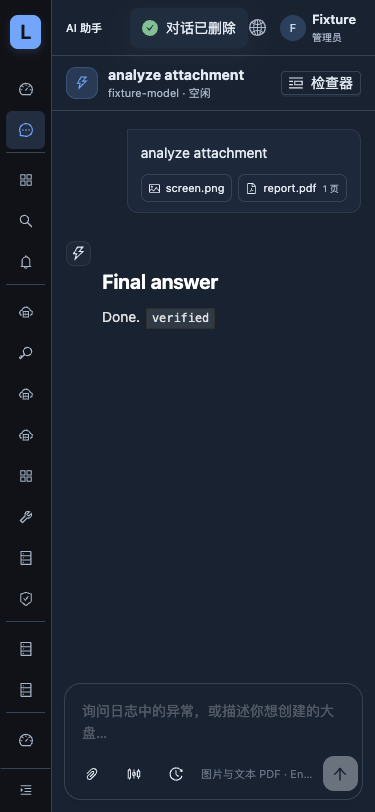 L
AI 助手
对话已删除
F
Fixture
管理员
analyze attachment
fixture-model · 空闲
检查器
analyze attachment
screen.png
report.pdf 1 页
Final answer
Done. verified
询问日志中的异常，或描述你想创建的大
盘...
图片与文本 PDF · En...